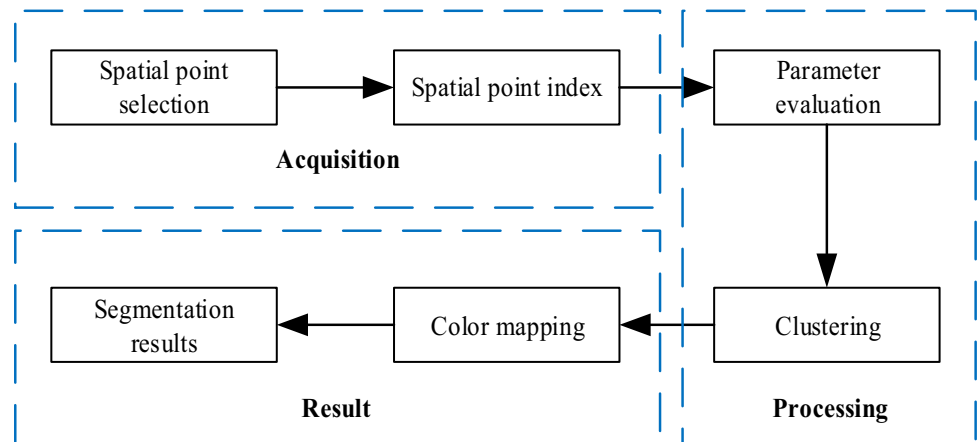 Spatial point
selection
Spatial point index
Parameter
evaluation
Acquisition
Segmentation
results
Color mapping
Clustering
Result
Processing